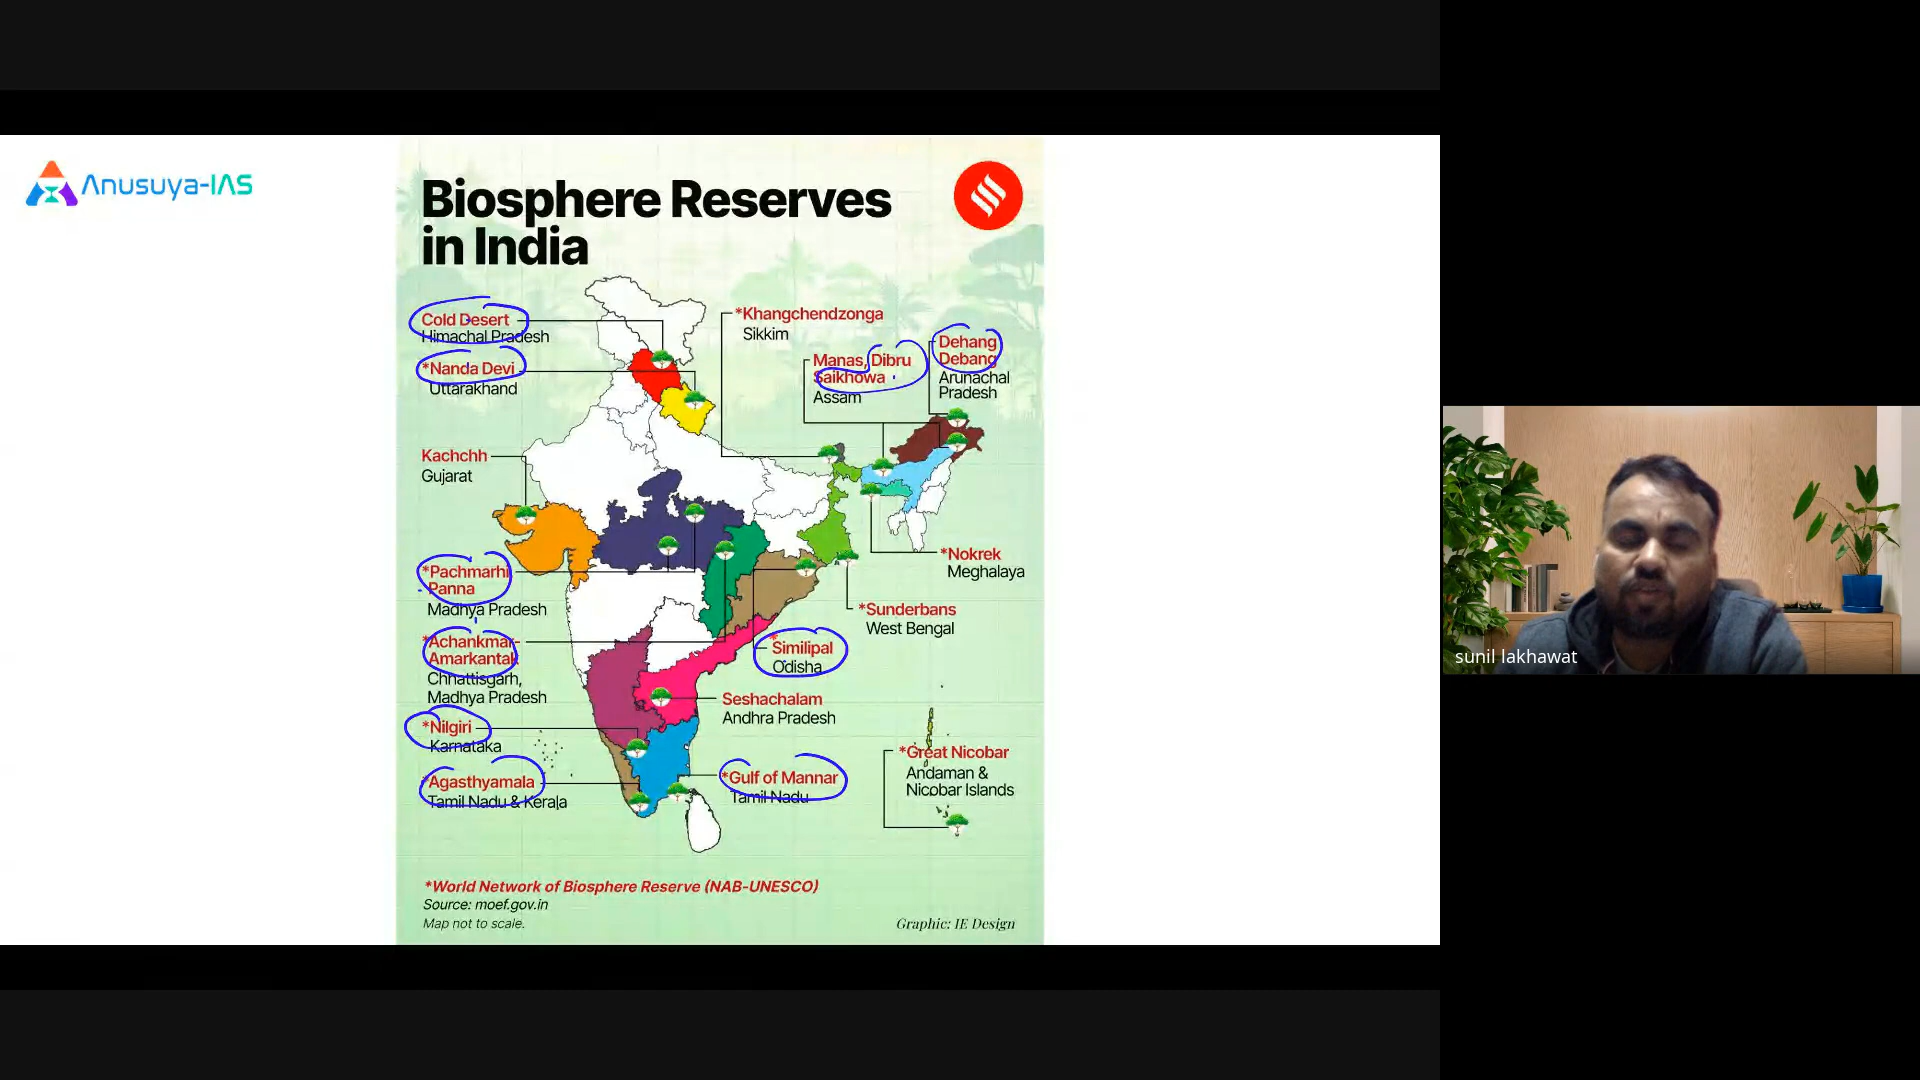 Anusuya-IAS
Biosphere Reserves
in India
Cold Desert
Himachal Pradesh
*Nanda Devi
Uttarakhand
Kachchh
Gujarat
*Pachmarhi
Panna
Madhya Pradesh
*Achankmar-
Amarkantak
Chhattisgarh,
Madhya Pradesh
*Nilgiri
Karnataka
*Agasthyamala
Tamil Nadu & Kerala
*Khangchendzonga
Sikkim
Manas, Dibru
Saikhowa
Assam
Dehang
Debang
Arunachal
Pradesh
*Nokrek
Meghalaya
*Sunderbans
West Bengal
*Similipal
Odisha
Seshachalam
Andhra Pradesh
*Gulf of Mannar
Tamil Nadu
*Great Nicobar
Andaman &
Nicobar Islands
*World Network of Biosphere Reserve (NAB-UNESCO)
Source: moef.gov.in
Map not to scale.
Graphic: IE Design
sunil lakhawat